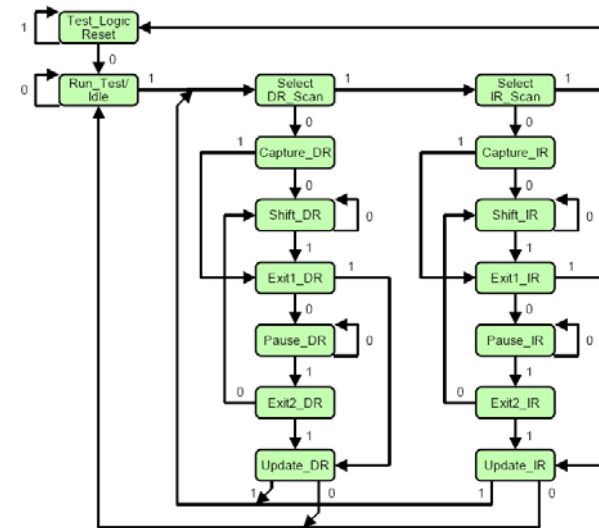 Test_Logic
Reset
1
0
Run_Test/
Idle
0
1
Select
DR_Scan
1
Select
IR_Scan
1
0
0
1
Capture_DR
1
Capture_IR
0
0
Shift_DR
0
Shift_IR
0
1
1
Exit1_DR
1
Exit1_IR
1
0
0
Pause_DR
0
Pause_IR
0
1
1
0
Exit2_DR
0
Exit2_IR
1
1
Update_DR
Update_IR
1
0
1
0